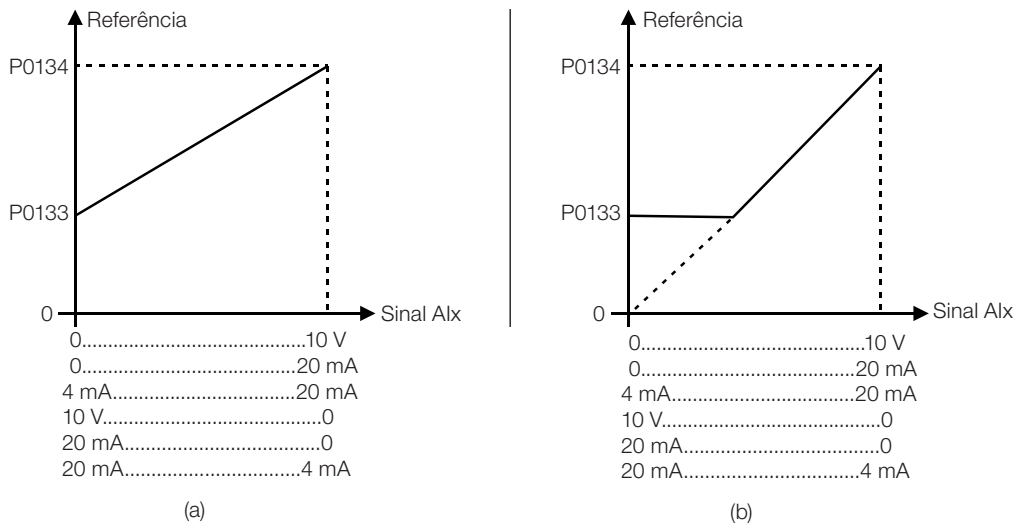 Referência
P0134
P0133
0
Sinal AIx
0.........................................10 V
0.........................................20 mA
4 mA....................................20 mA
10 V.........................................0
20 mA......................................0
20 mA...................................4 mA
(a)
Referência
P0134
P0133
0
Sinal AIx
0.........................................10 V
0.........................................20 mA
4 mA....................................20 mA
10 V.........................................0
20 mA......................................0
20 mA...................................4 mA
(b)